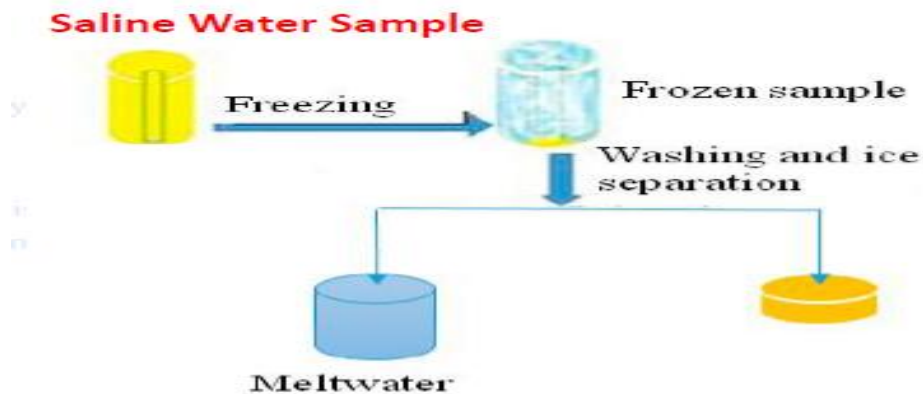 Saline Water Sample
Freezing
Frozen sample
Washing and ice
separation
Meltwater